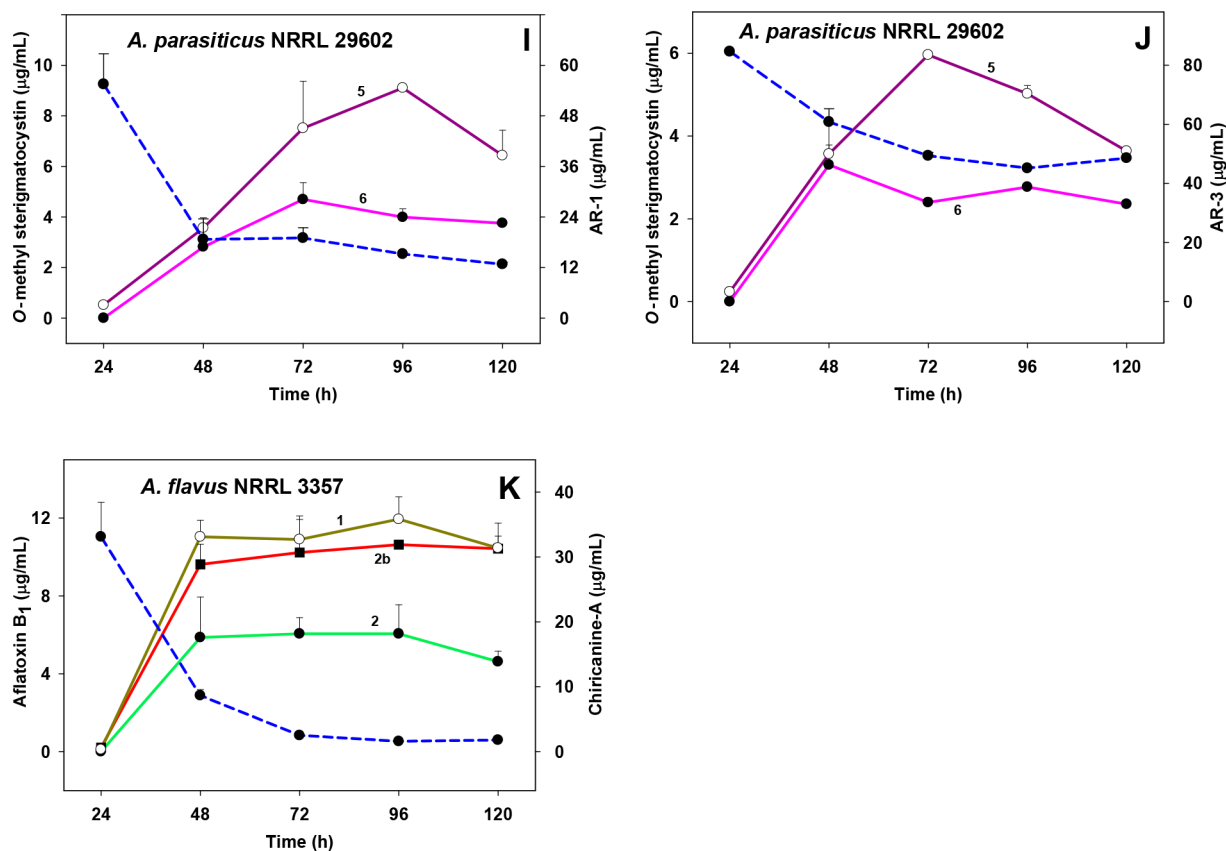 A. parasiticus NRRL 29602
I
O-methyl sterigmatocystin (µg/mL)
10
8
6
4
2
0
5
6
60
48
36
24
12
0
AR-1 (µg/mL)
24 48 72 96 120
Time (h)
A. parasiticus NRRL 29602
J
O-methyl sterigmatocystin (µg/mL)
6
4
2
0
5
6
80
60
40
20
0
AR-3 (µg/mL)
24 48 72 96 120
Time (h)
A. flavus NRRL 3357
K
Aflatoxin B1 (µg/mL)
12
8
4
0
1
2b
2
40
30
20
10
0
Chiricanine-A (µg/mL)
24 48 72 96 120
Time (h)